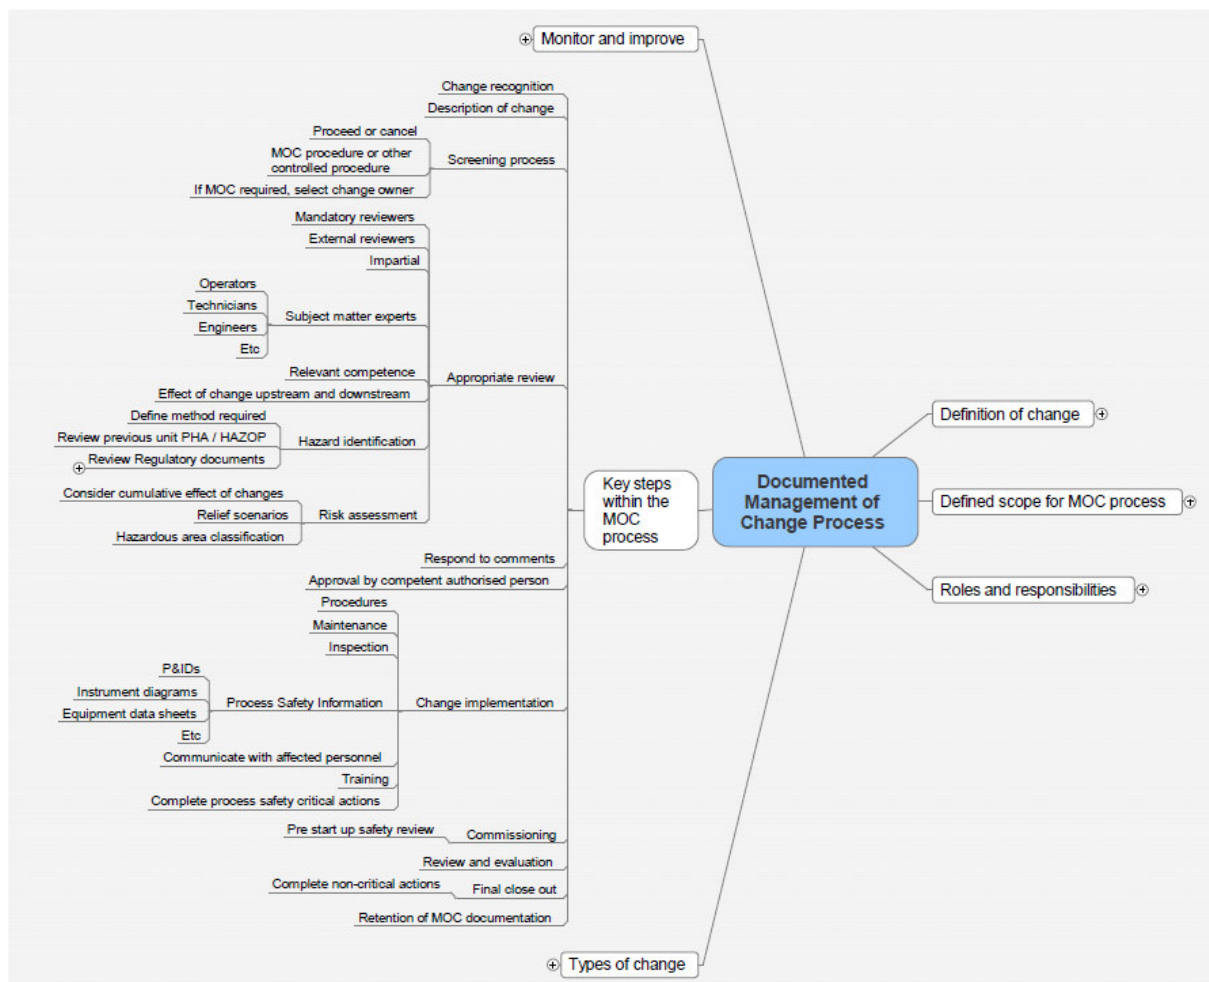 Monitor and improve
Change recognition
Description of change
Proceed or cancel
MOC procedure or other
controlled procedure
If MOC required, select change owner
Screening process
Mandatory reviewers
External reviewers
Impartial
Operators
Technicians
Engineers
Etc
Subject matter experts
Relevant competence
Effect of change upstream and downstream
Define method required
Review previous unit PHA / HAZOP
Review Regulatory documents
Hazard identification
Consider cumulative effect of changes
Relief scenarios
Hazardous area classification
Risk assessment
Appropriate review
Respond to comments
Approval by competent authorised person
Procedures
Maintenance
Inspection
P&IDs
Instrument diagrams
Equipment data sheets
Etc
Process Safety Information
Communicate with affected personnel
Training
Complete process safety critical actions
Change implementation
Pre start up safety review
Commissioning
Review and evaluation
Complete non-critical actions
Final close out
Retention of MOC documentation
Key steps
within the
MOC
process
Documented
Management of
Change Process
Definition of change
Defined scope for MOC process
Roles and responsibilities
Types of change